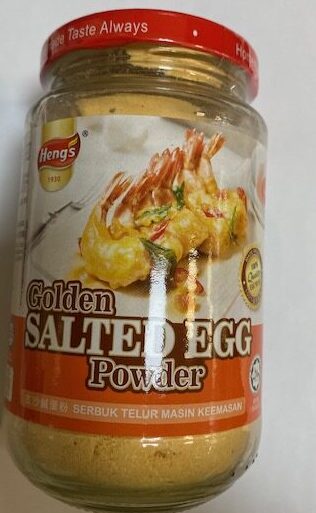 Taste Always
Heng's
1930
Golden
SALTED EGG
Powder
SERBUK TELUR MASIN KEEMASAN